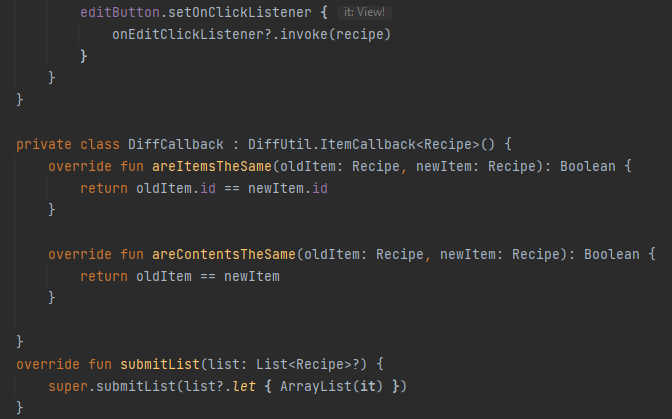 editButton.setOnClickListener { it: View!
onEditClickListener?.invoke(recipe)
}
}
}
private class DiffCallback : DiffUtil.ItemCallback<Recipe>() {
override fun areItemsTheSame(oldItem: Recipe, newItem: Recipe): Boolean {
return oldItem.id == newItem.id
}
override fun areContentsTheSame(oldItem: Recipe, newItem: Recipe): Boolean {
return oldItem == newItem
}
}
override fun submitList(list: List<Recipe>?) {
super.submitList(list?.let { ArrayList(it) })
}